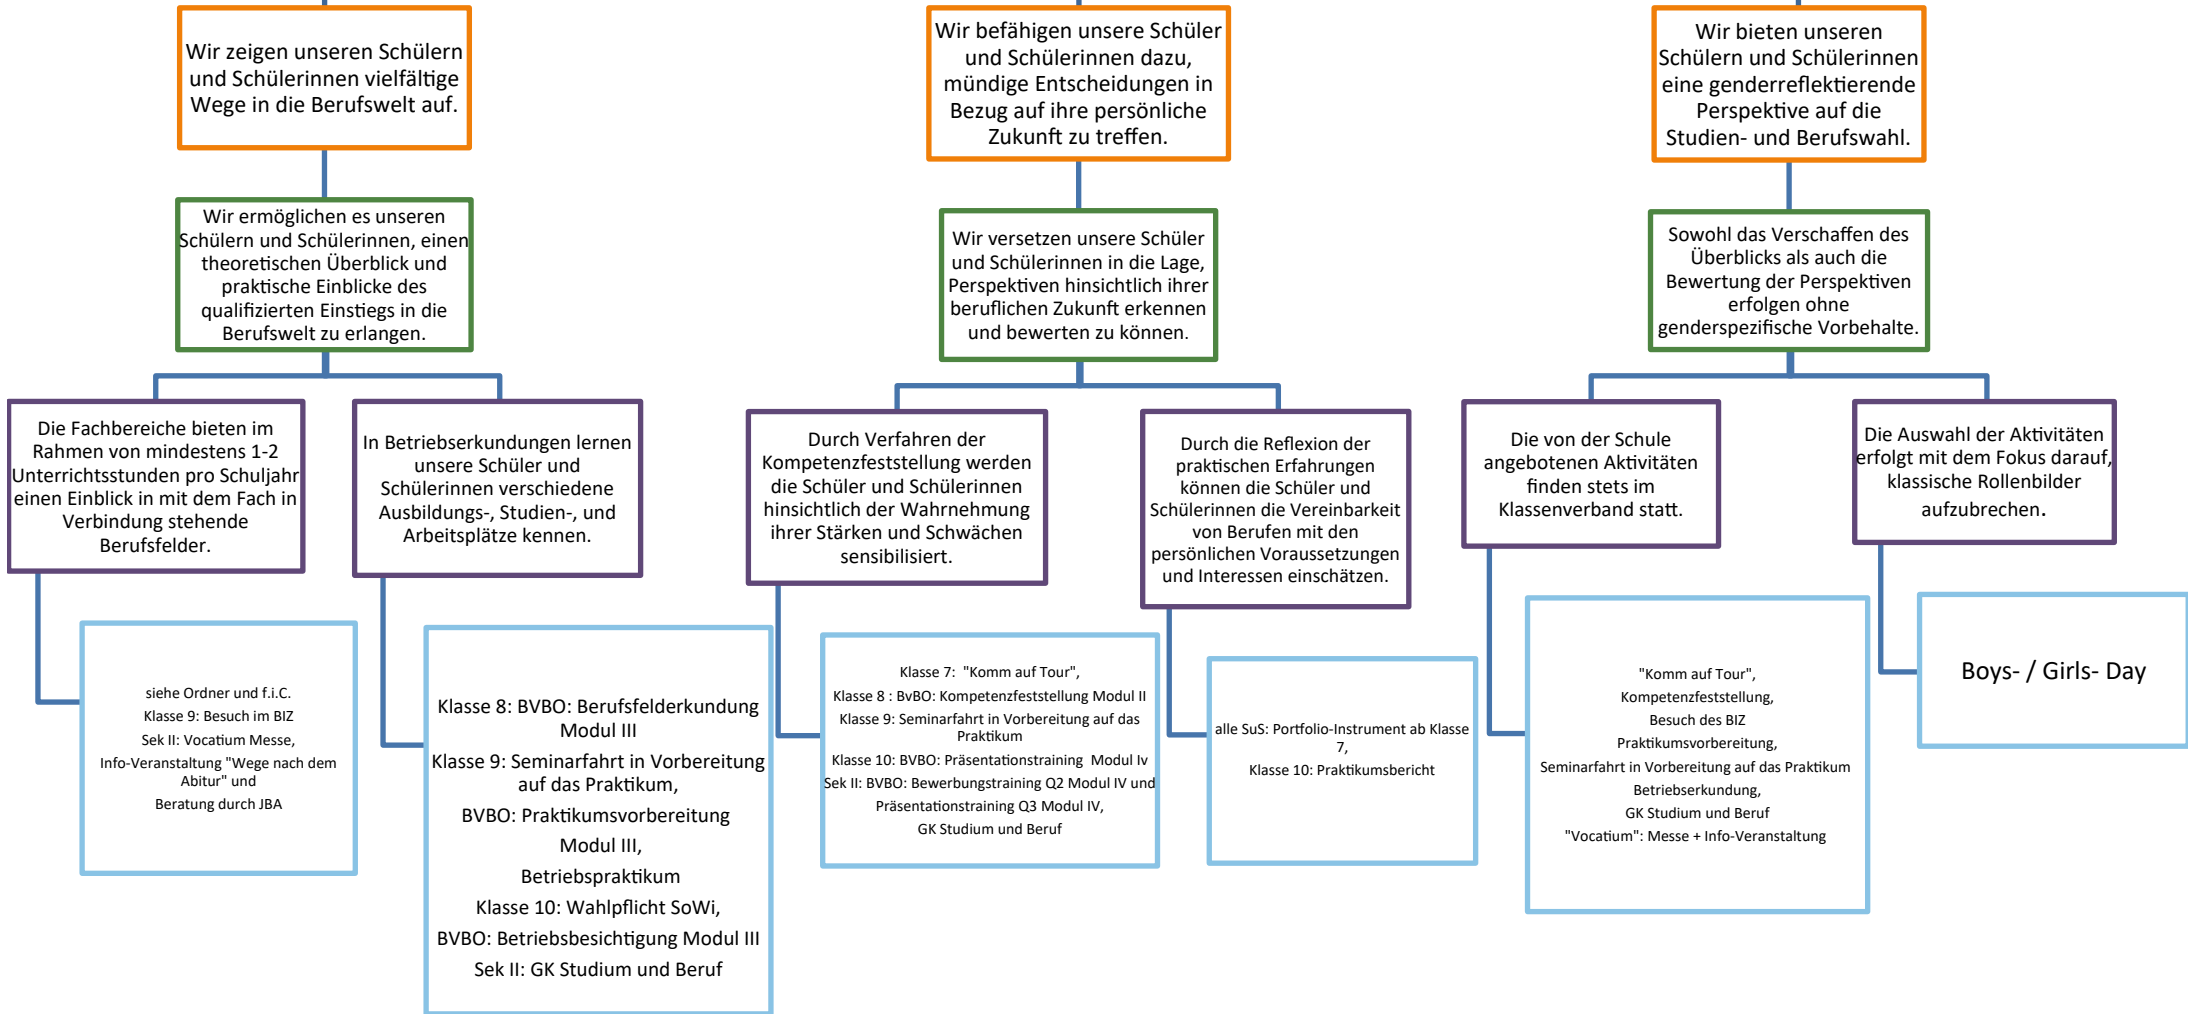 Wir zeigen unseren Schülern
und Schülerinnen vielfältige
Wege in die Berufswelt auf.
Wir befähigen unsere Schüler
und Schülerinnen dazu,
mündige Entscheidungen in
Bezug auf ihre persönliche
Zukunft zu treffen.
Wir bieten unseren
Schülern und Schülerinnen
eine genderreflektierende
Perspektive auf die
Studien- und Berufswahl.
Wir ermöglichen es unseren
Schülern und Schülerinnen, einen
theoretischen Überblick und
praktische Einblicke des
qualifizierten Einstiegs in die
Berufswelt zu erlangen.
Wir versetzen unsere Schüler
und Schülerinnen in die Lage,
Perspektiven hinsichtlich ihrer
beruflichen Zukunft erkennen
und bewerten zu können.
Sowohl das Verschaffen des
Überblicks als auch die
Bewertung der Perspektiven
erfolgen ohne
genderspezifische Vorbehalte.
Die Fachbereiche bieten im
Rahmen von mindestens 1-2
Unterrichtsstunden pro Schuljahr
einen Einblick in mit dem Fach in
Verbindung stehende
Berufsfelder.
In Betriebserkundungen lernen
unsere Schüler und
Schülerinnen verschiedene
Ausbildungs-, Studien-, und
Arbeitsplätze kennen.
Durch Verfahren der
Kompetenzfeststellung werden
die Schüler und Schülerinnen
hinsichtlich der Wahrnehmung
ihrer Stärken und Schwächen
sensibilisiert.
Durch die Reflexion der
praktischen Erfahrungen
können die Schüler und
Schülerinnen die Vereinbarkeit
von Berufen mit den
persönlichen Voraussetzungen
und Interessen einschätzen.
Die von der Schule
angebotenen Aktivitäten
finden stets im
Klassenverband statt.
Die Auswahl der Aktivitäten
erfolgt mit dem Fokus darauf,
klassische Rollenbilder
aufzubrechen.
siehe Ordner und f.i.C.
Klasse 9: Besuch im BIZ
Sek II: Vocatium Messe,
Info-Veranstaltung "Wege nach dem
Abitur" und
Beratung durch JBA
Klasse 8: BVBO: Berufsfelderkundung
Modul III
Klasse 9: Seminarfahrt in Vorbereitung
auf das Praktikum,
BVBO: Praktikumsvorbereitung
Modul III,
Betriebspraktikum
Klasse 10: Wahlpflicht SoWi,
BVBO: Betriebsbesichtigung Modul III
Sek II: GK Studium und Beruf
Klasse 7: "Komm auf Tour",
Klasse 8 : BvBO: Kompetenzfeststellung Modul II
Klasse 9: Seminarfahrt in Vorbereitung auf das
Praktikum
Klasse 10: BVBO: Präsentationstraining Modul Iv
Sek II: BVBO: Bewerbungstraining Q2 Modul IV und
Präsentationstraining Q3 Modul IV,
GK Studium und Beruf
alle SuS: Portfolio-Instrument ab Klasse
7,
Klasse 10: Praktikumsbericht
"Komm auf Tour",
Kompetenzfeststellung,
Besuch des BIZ
Praktikumsvorbereitung,
Seminarfahrt in Vorbereitung auf das Praktikum
Betriebserkundung,
GK Studium und Beruf
"Vocatium": Messe + Info-Veranstaltung
Boys- / Girls- Day